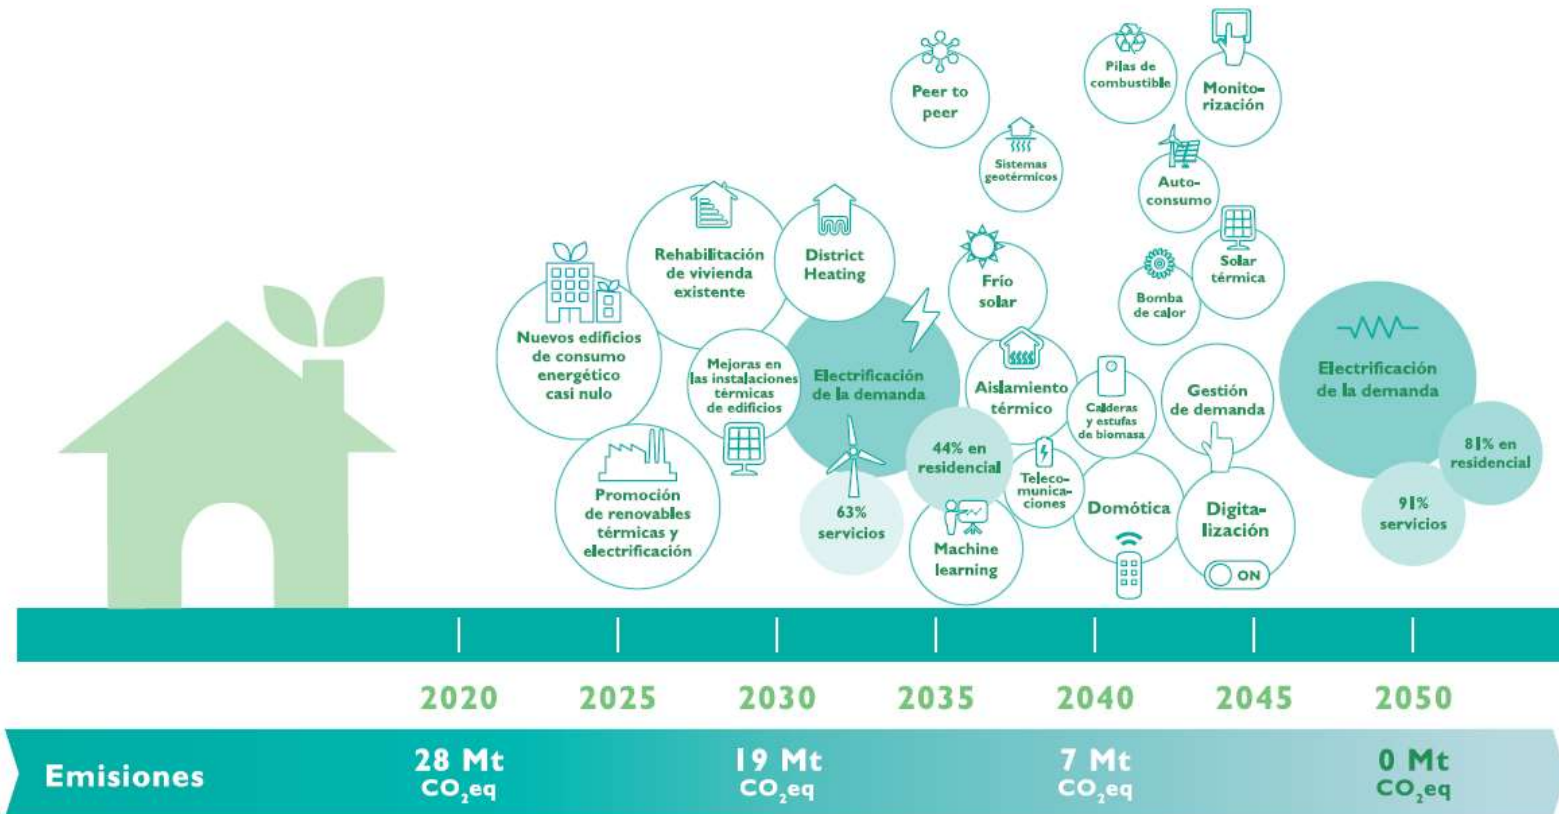 Peer to
peer
Pilas de
combustible
Monito-
rización
Sistemas
geotérmicos
Auto-
consumo
Rehabilitación
de vivienda
existente
District
Heating
Frío
solar
Solar
térmica
Bomba
de calor
Nuevos edificios
de consumo
energético
casi nulo
Mejoras en
las instalaciones
térmicas
de edificios
Electrificación
de la demanda
Aislamiento
térmico
Calderas
y estufas
de biomasa
Gestión
de demanda
Electrificación
de la demanda
44% en
residencial
81% en
residencial
Promoción
de renovables
térmicas y
electrificación
63%
servicios
Teleco-
municca-
ciones
Domótica
Digita-
lización
91%
servicios
Machine
learning
ON
2020
2025
2030
2035
2040
2045
2050
Emisiones
28 Mt
CO₂eq
19 Mt
CO₂eq
7 Mt
CO₂eq
0 Mt
CO₂eq